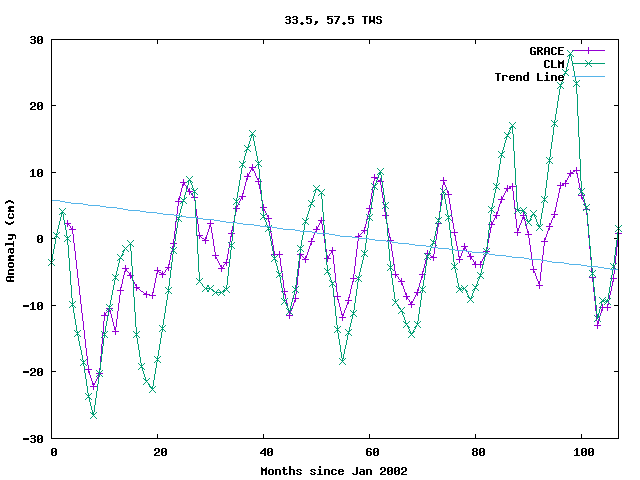 33.5, 57.5 TWS
GRACE
CLM
Trend Line
30
20
10
0
-10
-20
-30
Anomaly (cm)
0 20 40 60 80 100
Months since Jan 2002